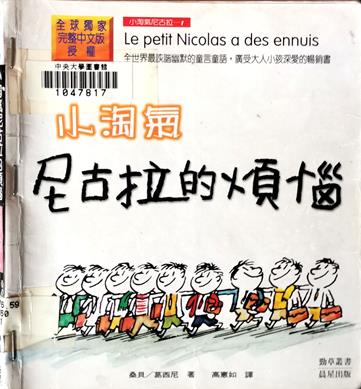 全球獨家
完整中文版
授權
小淘氣尼古拉—1
Le petit Nicolas a des ennuis
全世界最詼諧幽默的童言童語，廣受大人小孩深愛的暢銷書
中央大學圖書館
1047817
小淘氣
尼古拉的煩惱
桑貝／葛西尼 著 高憲如 譯
勁草叢書
晨星出版